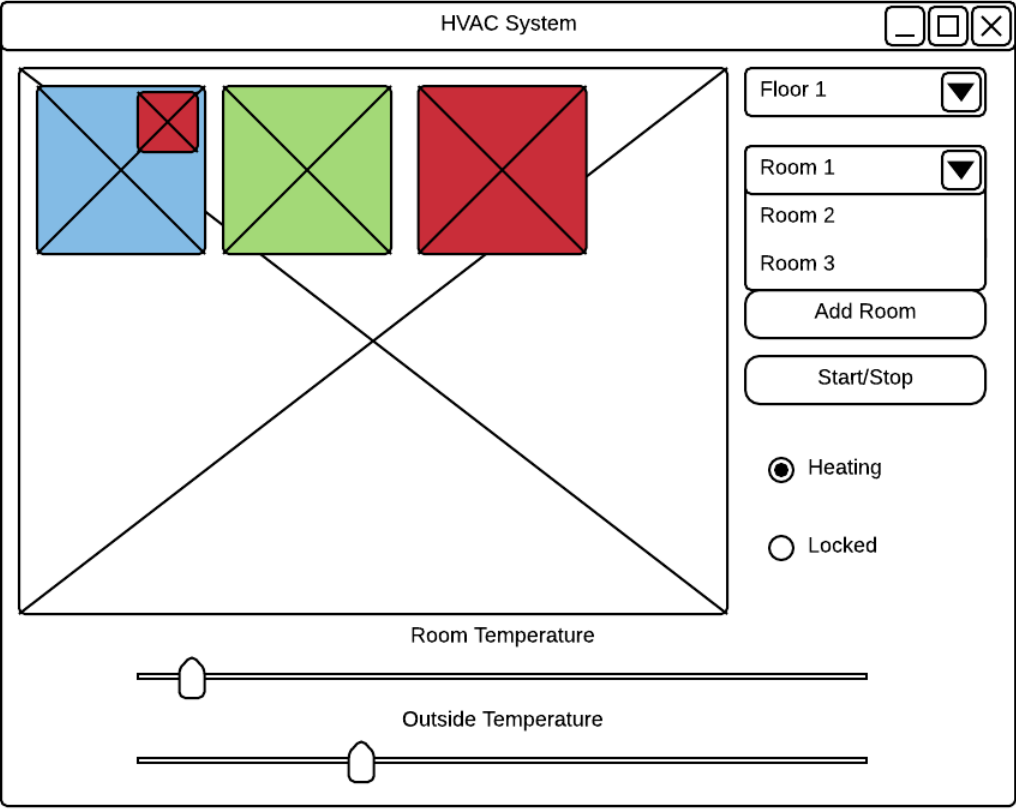 HVAC System
Floor 1
Room 1
Room 2
Room 3
Add Room
Start/Stop
Heating
Locked
Room Temperature
Outside Temperature